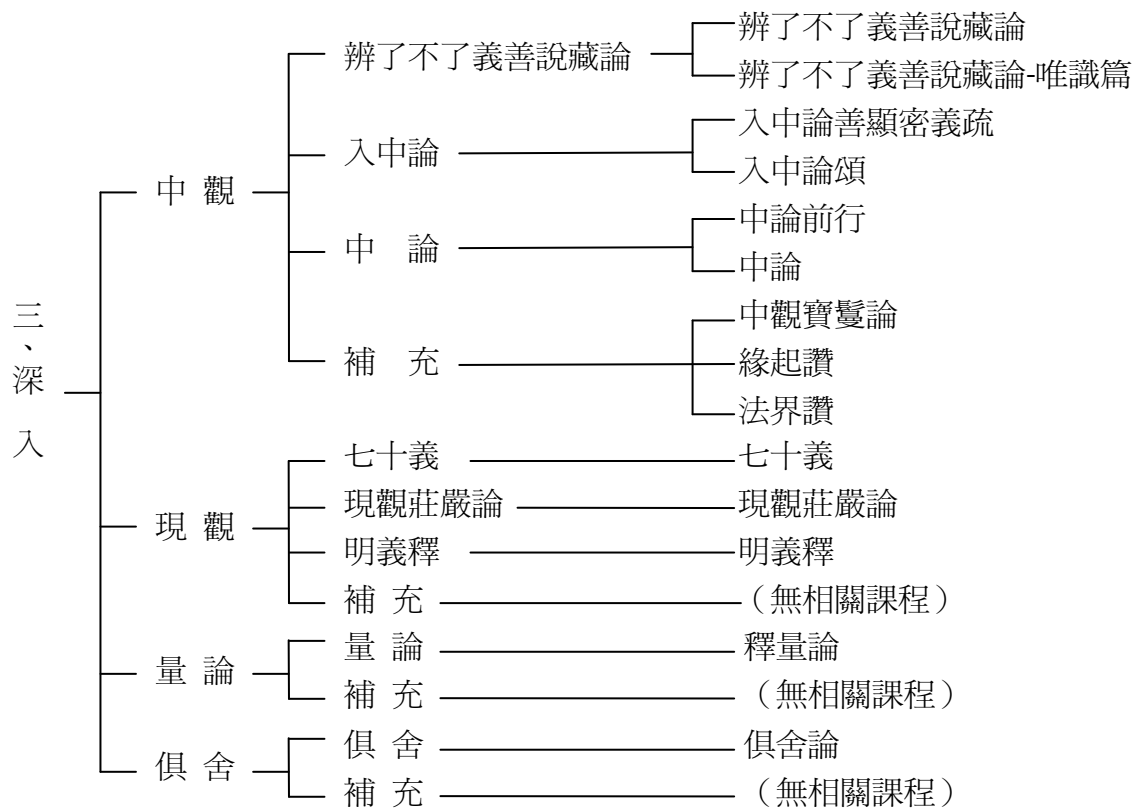 三、深入
中觀
辨了不了義善說藏論
辨了不了義善說藏論
辨了不了義善說藏論-唯識篇
入中論
入中論善顯密義疏
入中論頌
中論
中論前行
中論
補充
中觀寶鬘論
緣起讚
法界讚
現觀
七十義
七十義
現觀莊嚴論
現觀莊嚴論
明義釋
明義釋
補充
（無相關課程）
量論
量論
釋量論
補充
（無相關課程）
俱舍
俱舍
俱舍論
補充
（無相關課程）